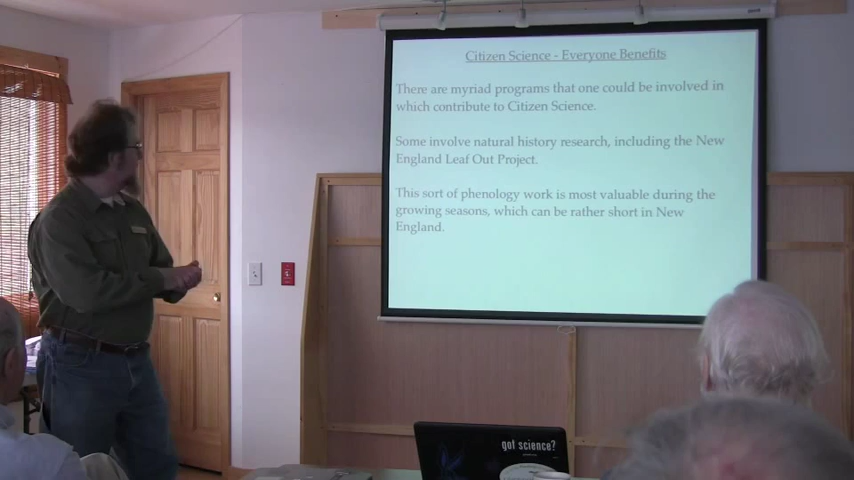 Citizen Science - Everyone Benefits
There are myriad programs that one could be involved in
which contribute to Citizen Science.
Some involve natural history research, including the New
England Leaf Out Project.
This sort of phenology work is most valuable during the
growing seasons, which can be rather short in New
England.
got science?